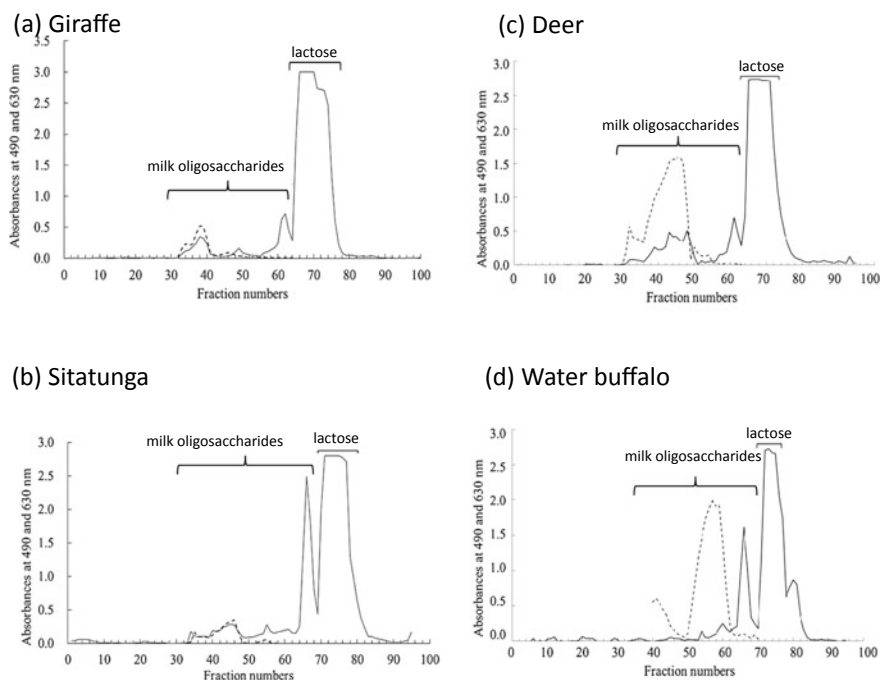 (a) Giraffe
lactose
milk oligosaccharides
Absorbances at 490 and 630 nm
3.5
3.0
2.5
2.0
1.5
1.0
0.5
0.0
0 10 20 30 40 50 60 70 80 90 100
Fraction numbers
(c) Deer
lactose
milk oligosaccharides
Absorbances at 490 and 630 nm
3.0
2.5
2.0
1.5
1.0
0.5
0.0
0 10 20 30 40 50 60 70 80 90 100
Fraction numbers
(b) Sitatunga
lactose
milk oligosaccharides
Absorbances at 490 and 630 nm
3.0
2.5
2.0
1.5
1.0
0.5
0.0
0 10 20 30 40 50 60 70 80 90 100
Fraction numbers
(d) Water buffalo
lactose
milk oligosaccharides
Absorbances at 490 and 630 nm
3.0
2.5
2.0
1.5
1.0
0.5
0.0
0 10 20 30 40 50 60 70 80 90 100
Fraction numbers